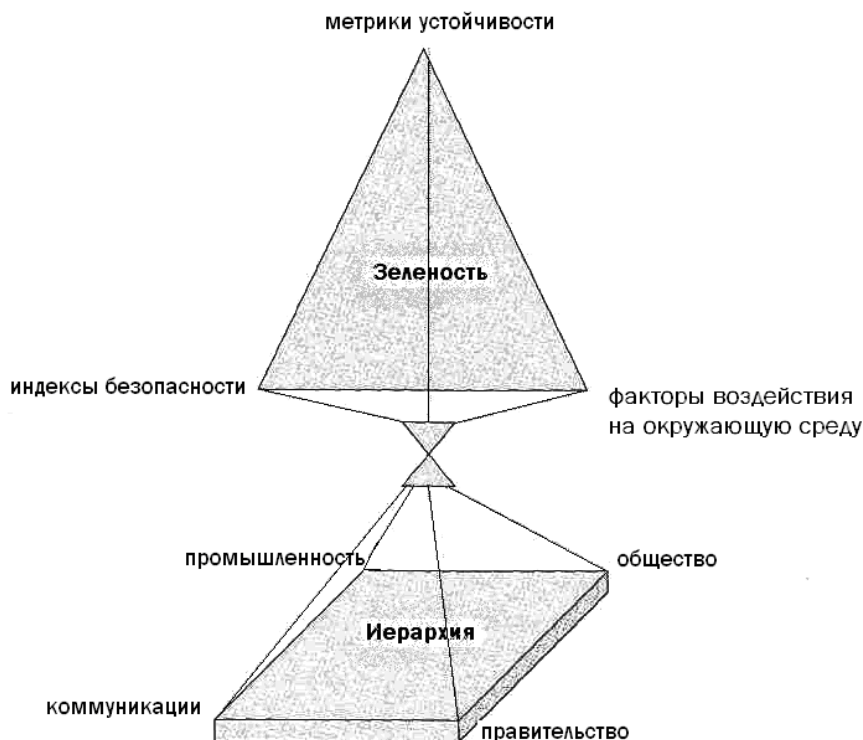 метрики устойчивости
Зеленость
индексы безопасности
факторы воздействия
на окружающую среду
промышленность
общество
Иерархия
коммуникации
правительство